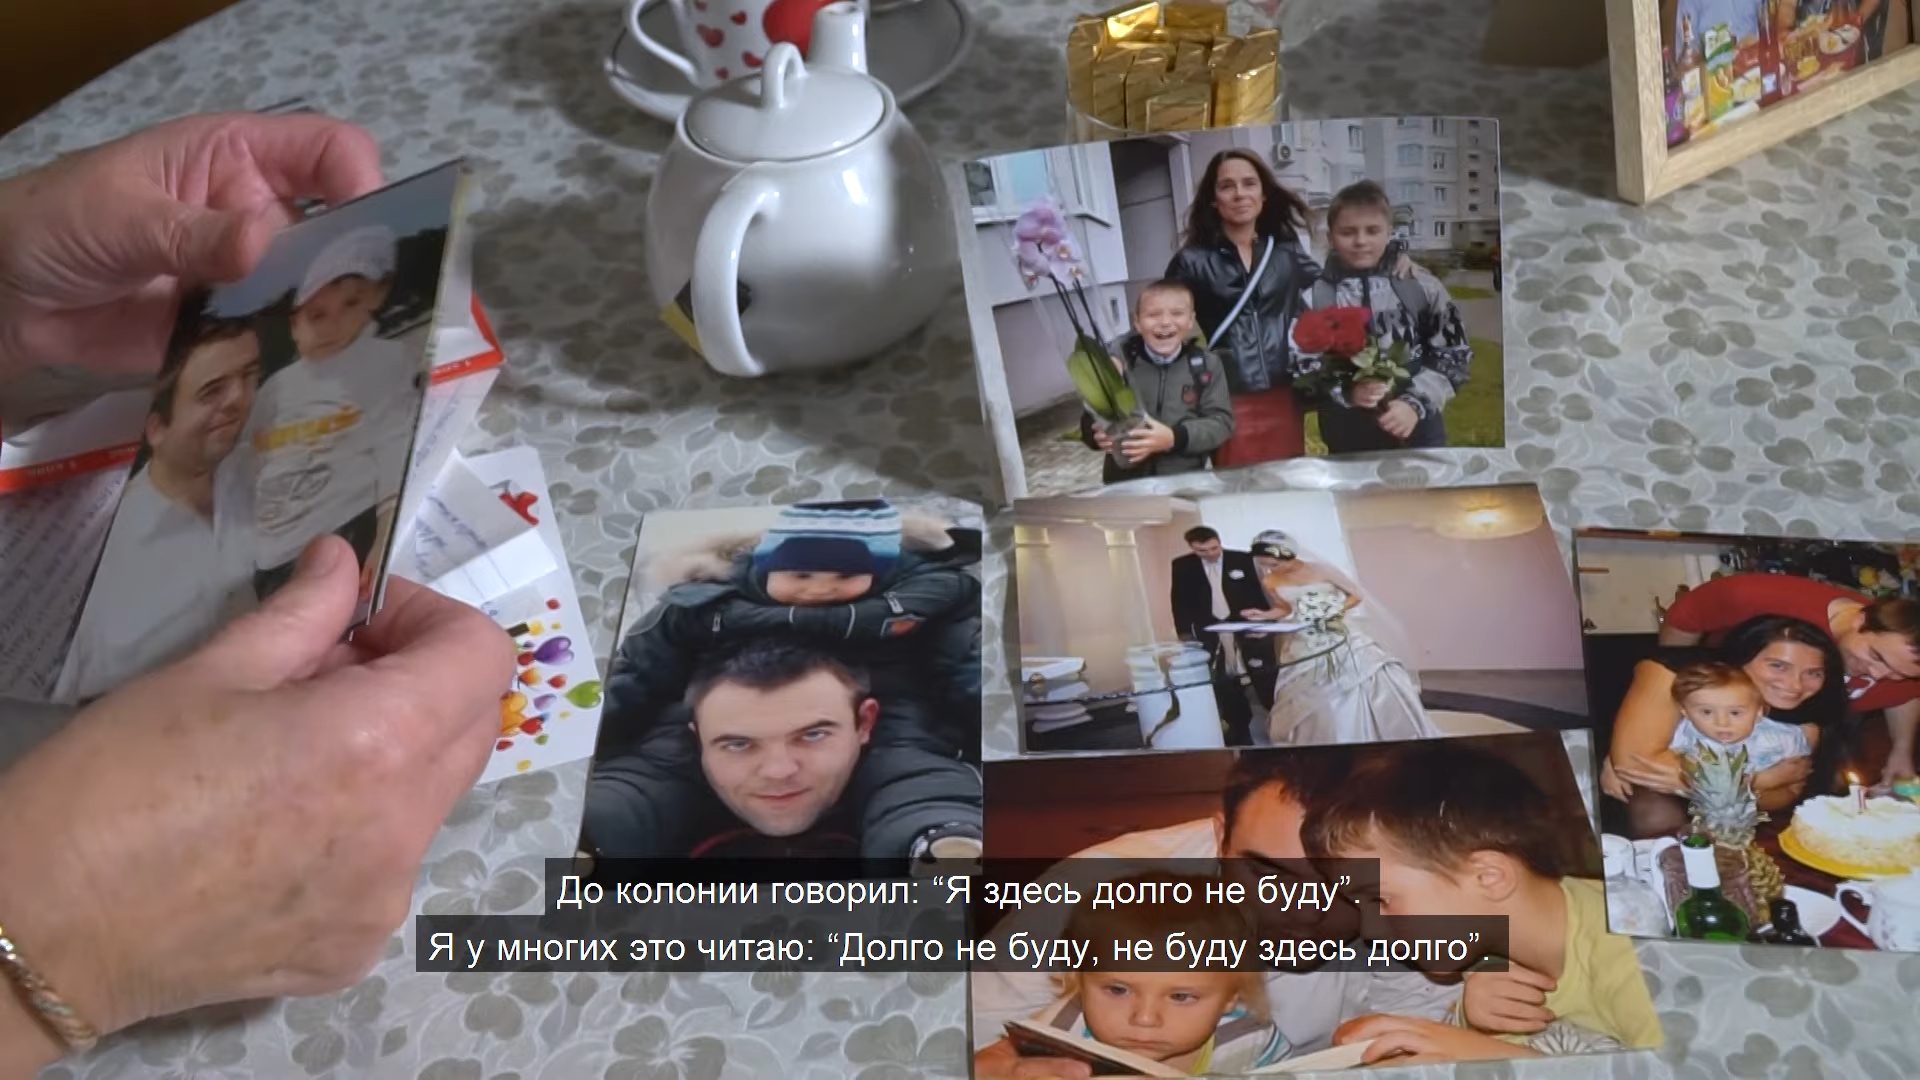 До колонии говорил: “Я здесь долго не буду”.
Я у многих это читаю: “Долго не буду, не буду здесь долго”.